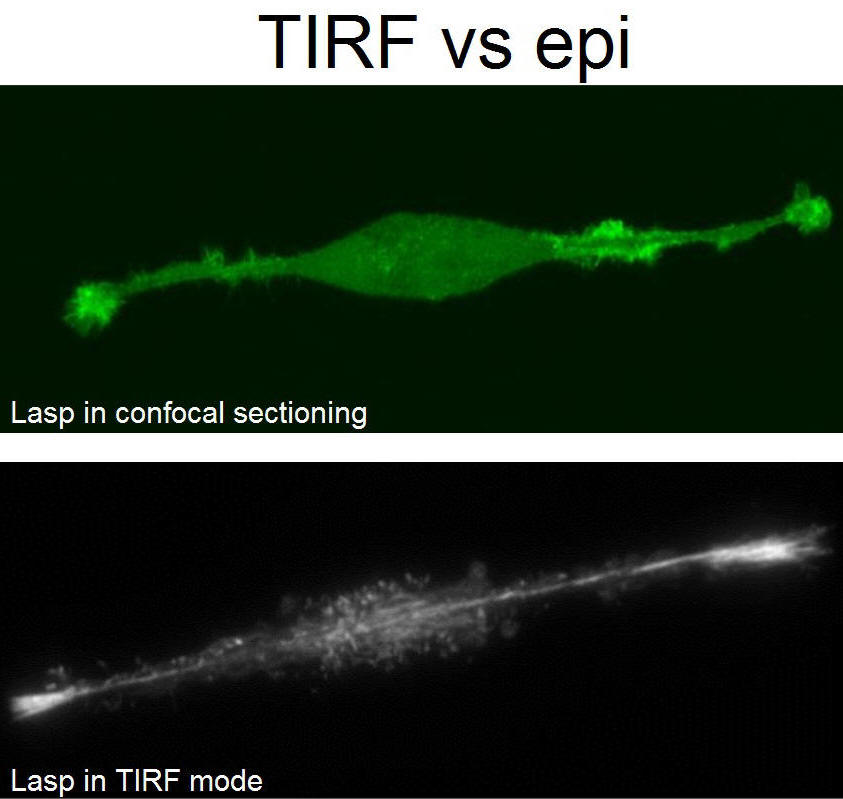 TIRF vs epi
Lasp in confocal sectioning
Lasp in TIRF mode